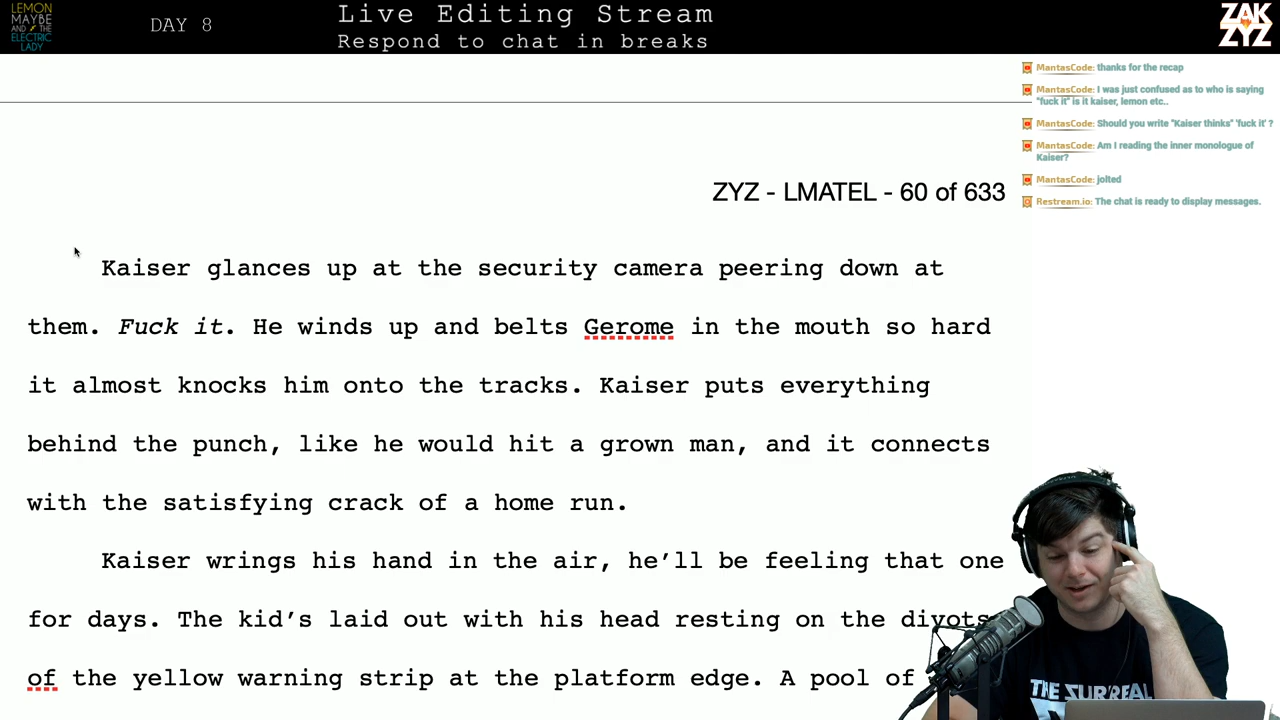 LEMON
MAYBE
AND THE
ELECTRIC
LADY
DAY 8
Live Editing Stream
Respond to chat in breaks
ZAK
ZYZ
MantasCode: thanks for the recap
MantasCode: I was just confused as to who is saying
"fuck it" is it kaiser, lemon etc..
MantasCode: Should you write "Kaiser thinks" 'fuck it' ?
MantasCode: Am I reading the inner monologue of
Kaiser?
MantasCode: jolted
Restream.io: The chat is ready to display messages.
ZYZ - LMATEL - 60 of 633
Kaiser glances up at the security camera peering down at
them. Fuck it. He winds up and belts Gerome in the mouth so hard
it almost knocks him onto the tracks. Kaiser puts everything
behind the punch, like he would hit a grown man, and it connects
with the satisfying crack of a home run.
Kaiser wrings his hand in the air, he’ll be feeling that one
for days. The kid’s laid out with his head resting on the divots
of the yellow warning strip at the platform edge. A pool of
THE SURREAL